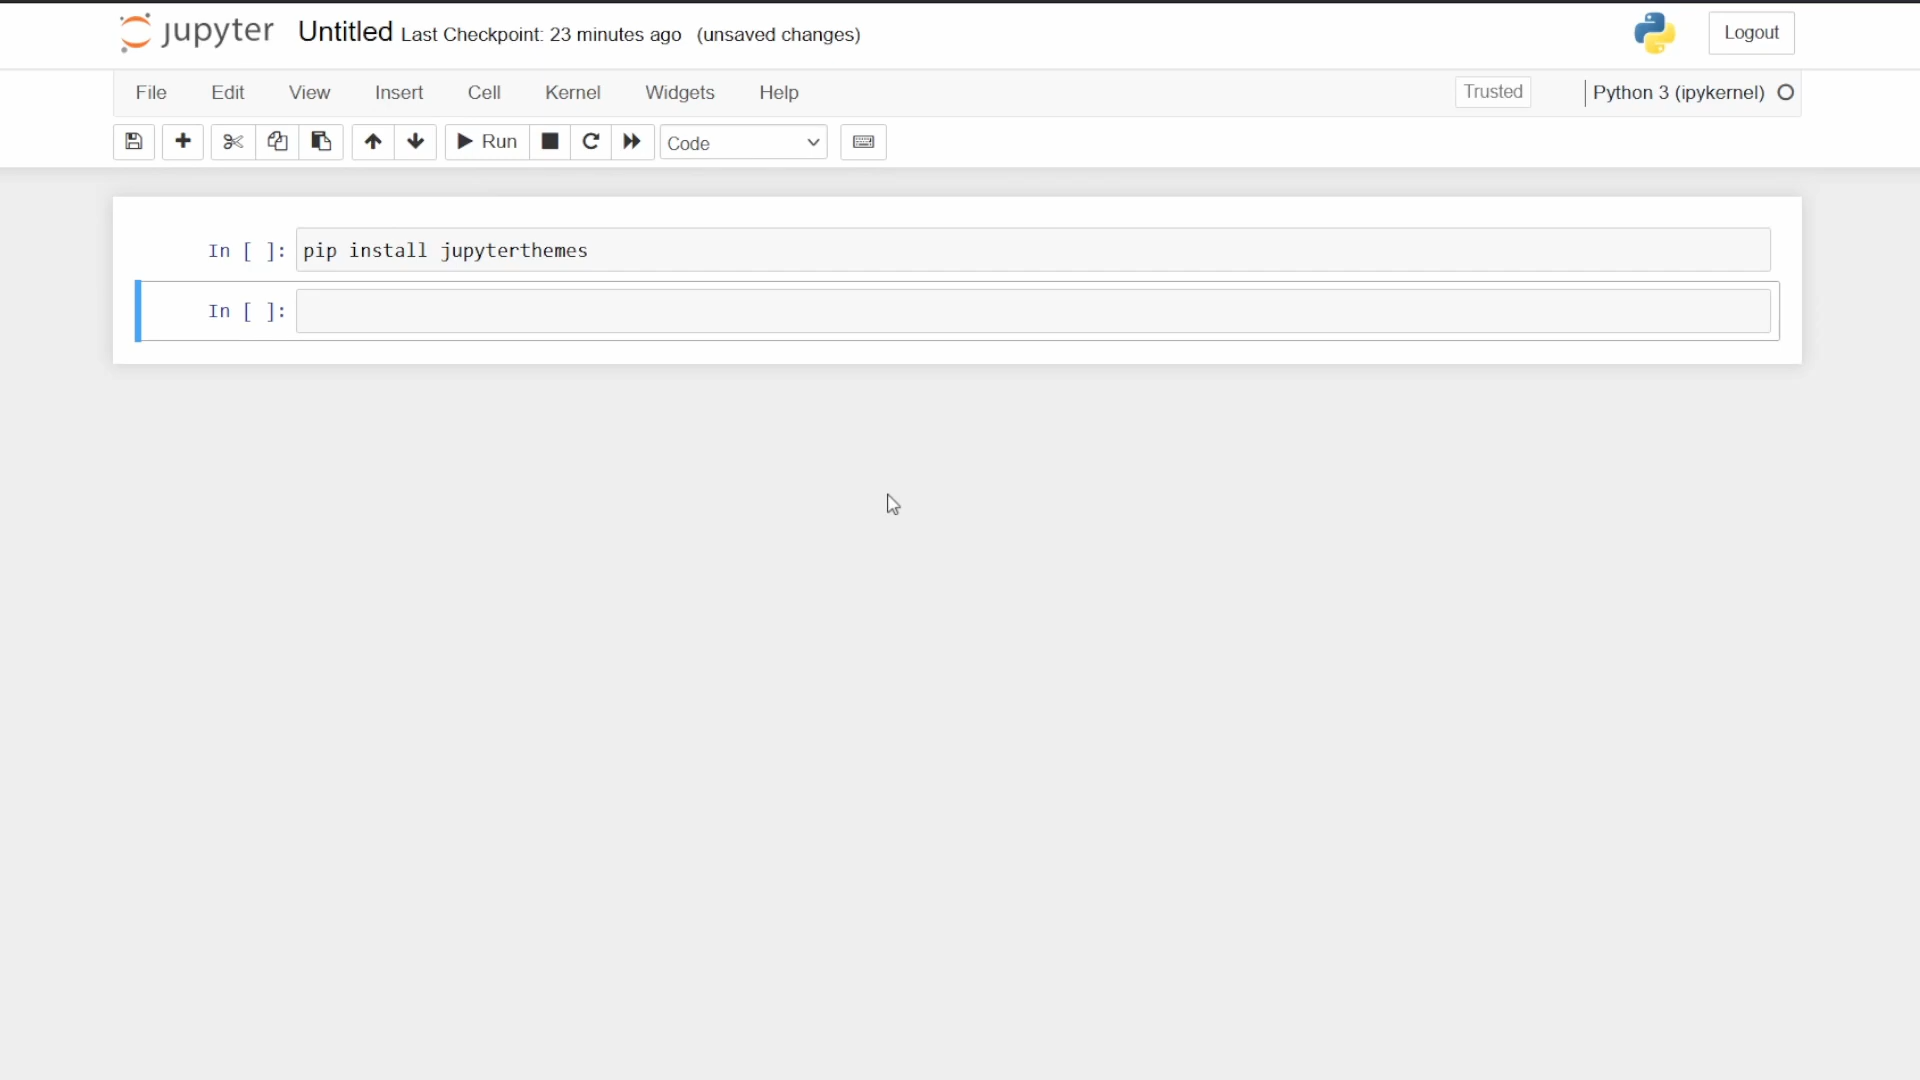 jupyter Untitled Last Checkpoint: 23 minutes ago (unsaved changes) Logout
File Edit View Insert Cell Kernel Widgets Help Trusted Python 3 (ipykernel)
Run Code
In [ ]: pip install jupyterthemes
In [ ]: